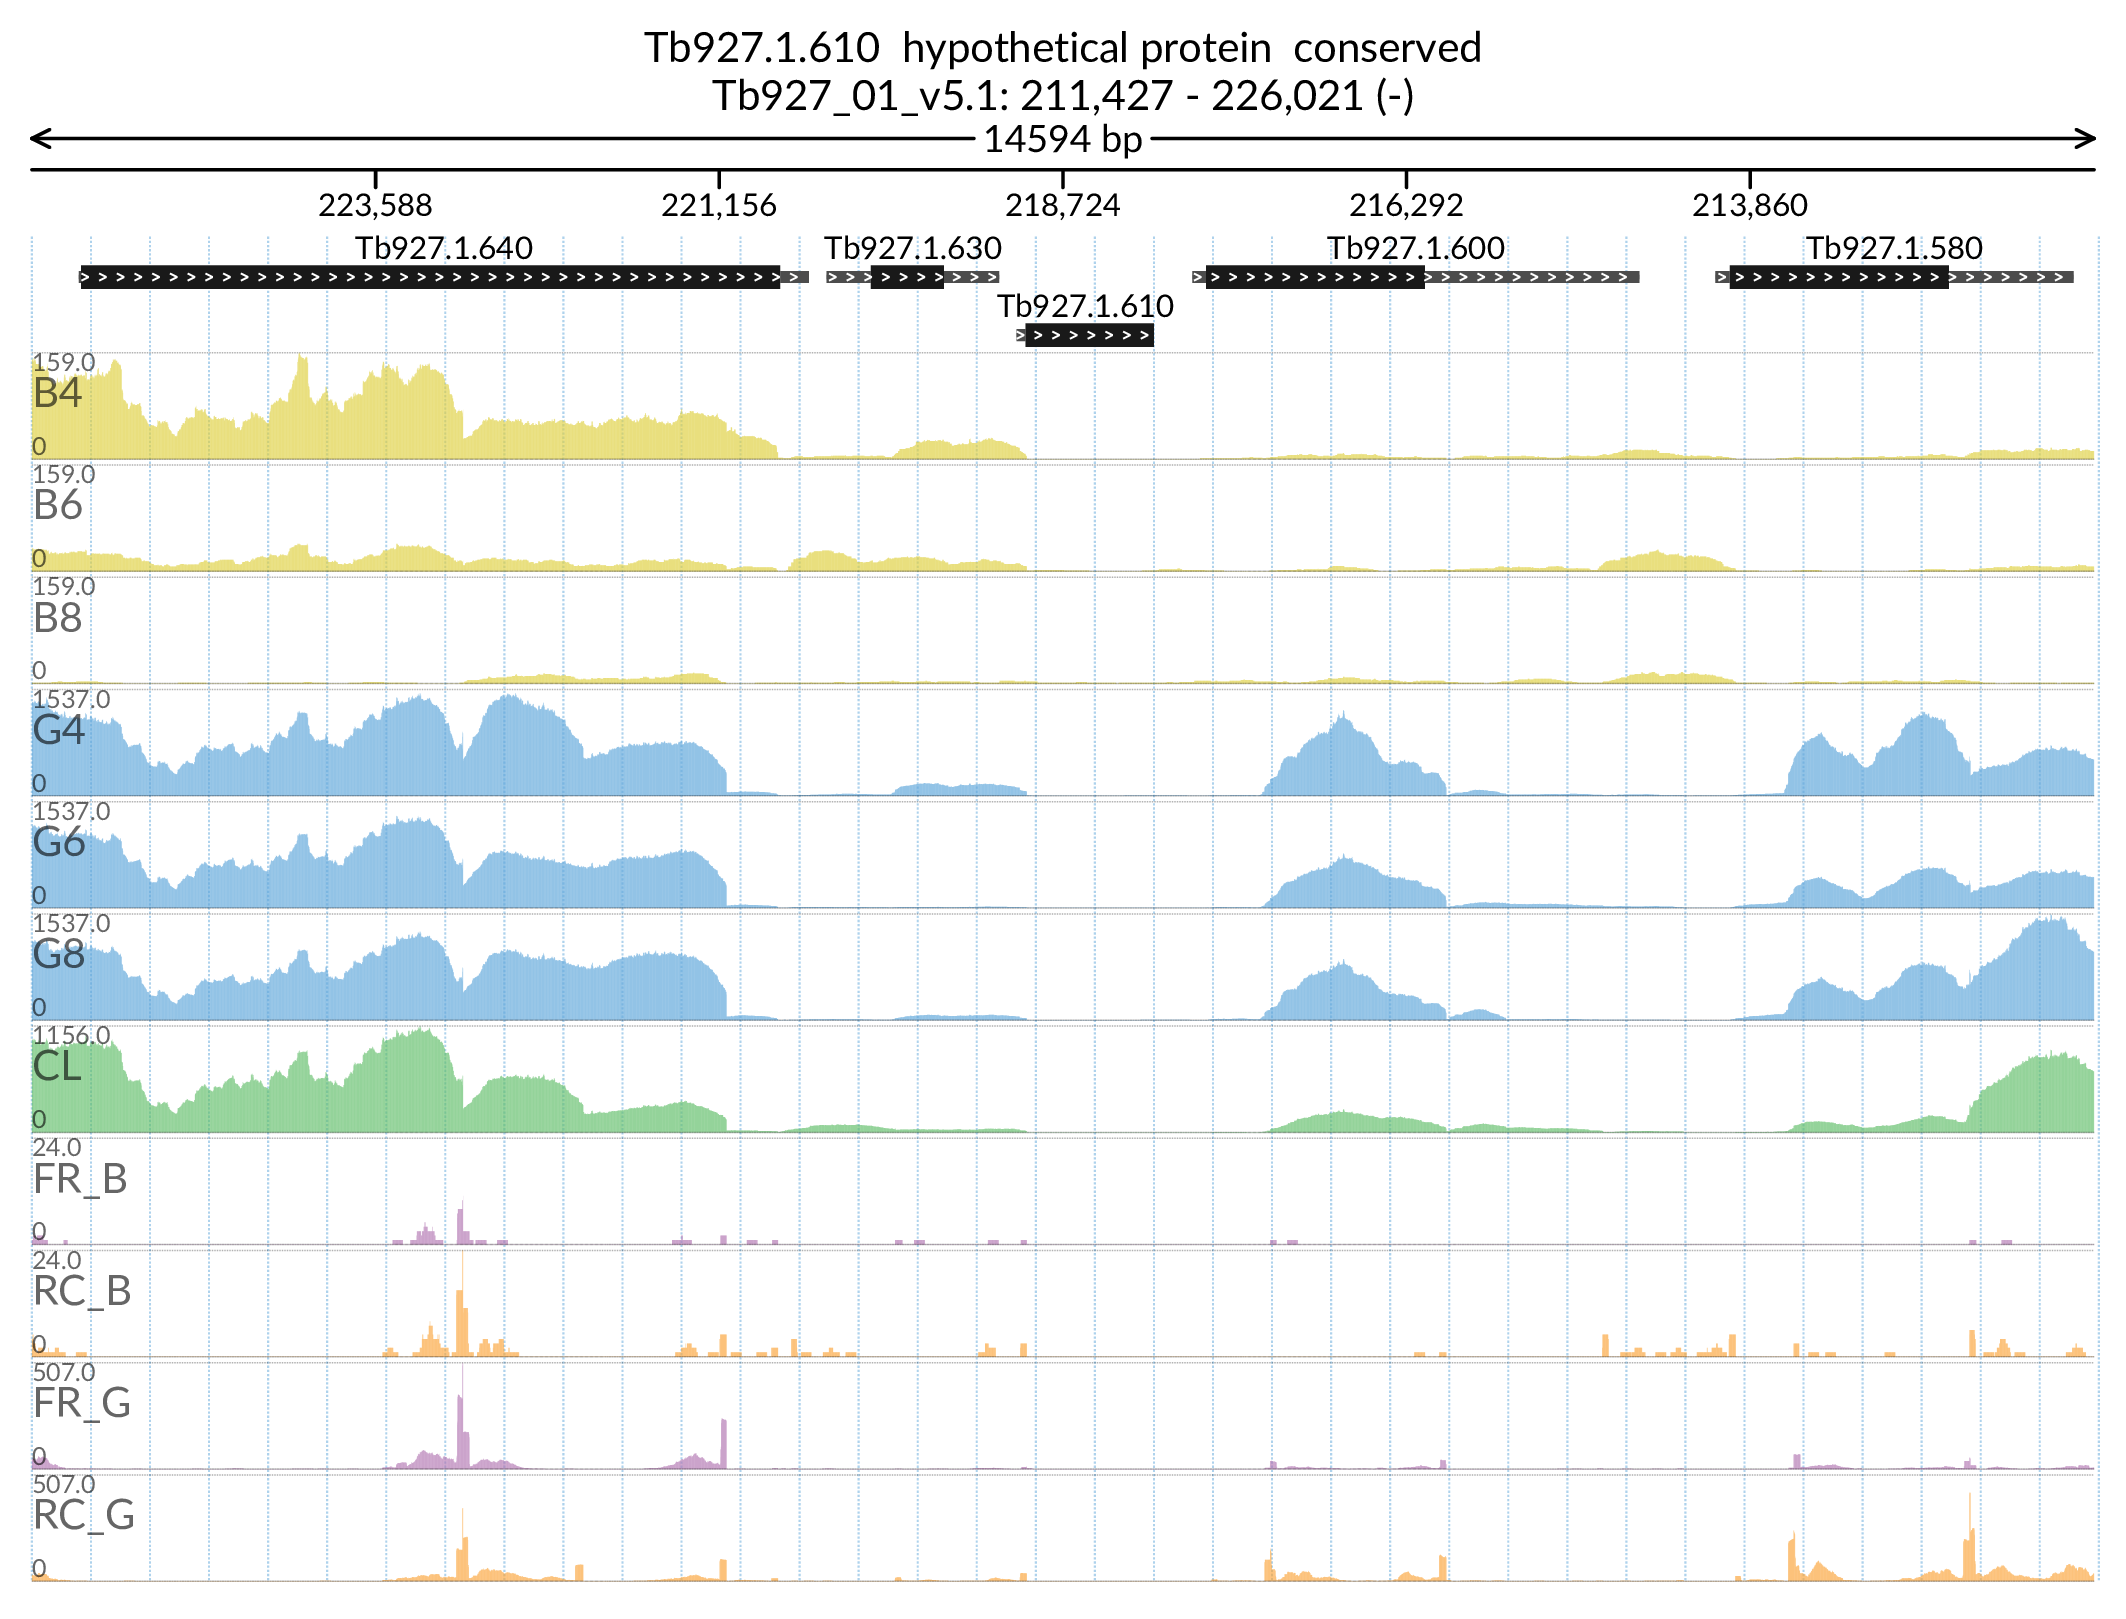 Tb927.1.610  hypothetical protein  conserved
Tb927_01_v5.1: 211,427 - 226,021 (-)
14594 bp
223,588 221,156 218,724 216,292 213,860
Tb927.1.640 Tb927.1.630 Tb927.1.600 Tb927.1.580
Tb927.1.610
159.0
B4
0
159.0
B6
0
159.0
B8
0
1537.0
G4
0
1537.0
G6
0
1537.0
G8
0
1156.0
CL
0
24.0
FR_B
0
24.0
RC_B
0
507.0
FR_G
0
507.0
RC_G
0